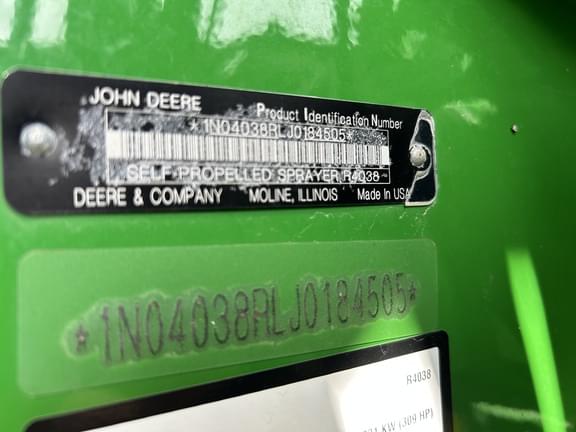 JOHN DEERE
Product Identification Number
*1N04038RLJ0184505*
SELF-PROPELLED SPRAYER R4038
DEERE & COMPANY MOLINE, ILLINOIS Made in USA
*1N04038RLJ0184505*
R4038
KW (309 HP)